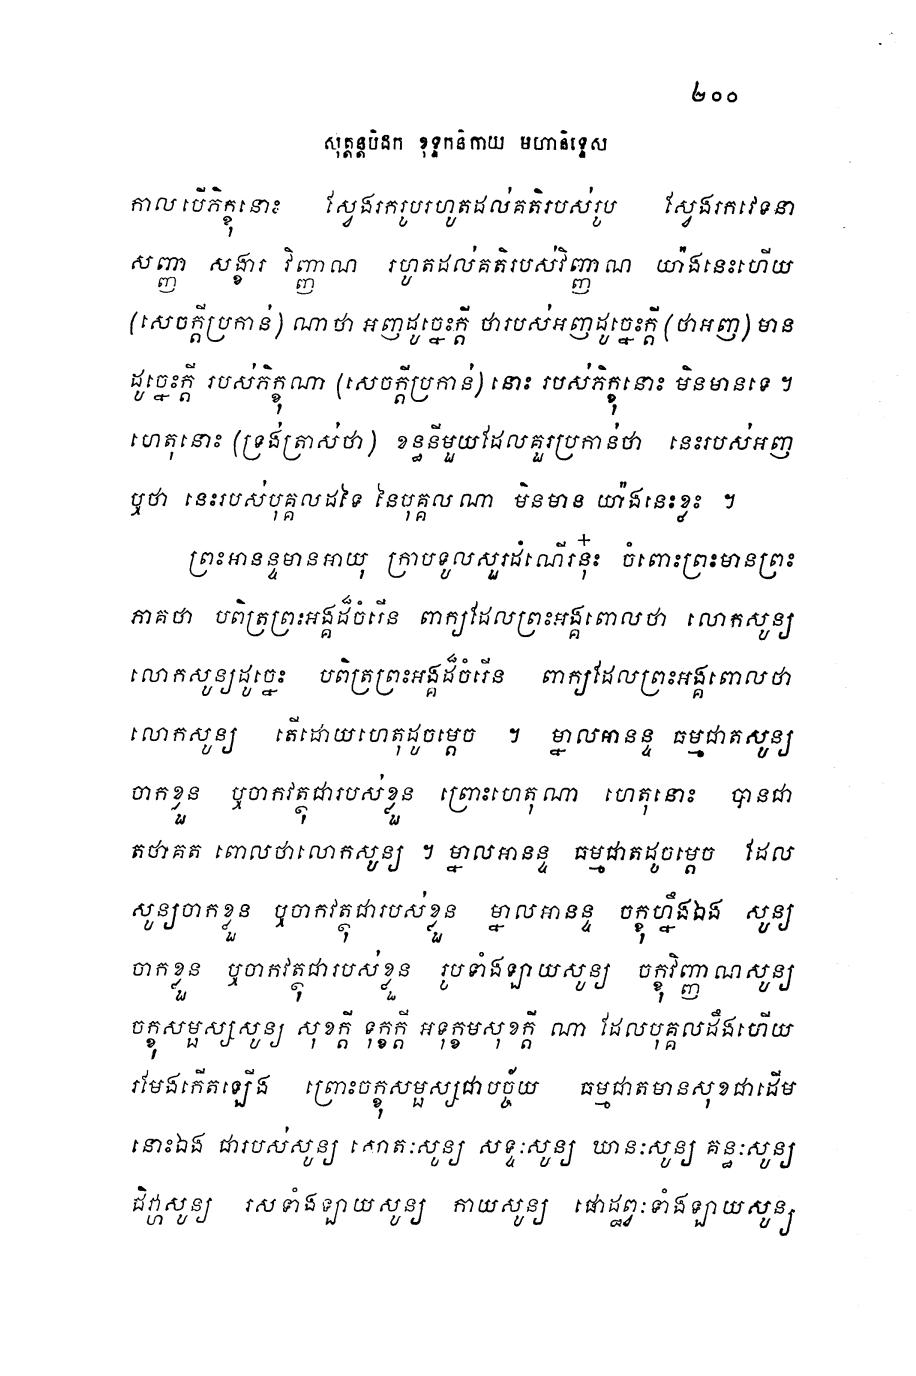 ២០០
សុត្តន្តបិដក ខុទ្ទកនិកាយ មហានិទ្ទេស
កាលបើភិក្ខុនោះ ស្វែងរករូបរហូតដល់គតិរបស់រូប ស្វែងរកវេទនា
សញ្ញា សង្ខារ វិញ្ញាណ រហូតដល់គតិរបស់វិញ្ញាណ យ៉ាងនេះហើយ
(សេចក្តីប្រកាន់) ណាថា អញដូច្នេះក្តី ថារបស់អញដូច្នេះក្តី (ថាអញ) មាន
ដូច្នេះក្តី របស់ភិក្ខុណា (សេចក្តីប្រកាន់) នោះ របស់ភិក្ខុនោះ មិនមានទេ ។
ហេតុនោះ (ទ្រង់ត្រាស់ថា) ខន្ធនីមួយដែលគួរប្រកាន់ថា នេះរបស់អញ
ឬថា នេះរបស់បុគ្គលដទៃ នៃបុគ្គលណា មិនមាន យ៉ាងនេះខ្លះ ។
ព្រះអានន្ទមានអាយុ ក្រាបទូលសួរដំណើរនុ៎ះ ចំពោះព្រះមានព្រះ
ភាគថា បពិត្រព្រះអង្គដ៏ចំរើន ពាក្យដែលព្រះអង្គពោលថា លោកសូន្យ
លោកសូន្យដូច្នេះ បពិត្រព្រះអង្គដ៏ចំរើន ពាក្យដែលព្រះអង្គពោលថា
លោកសូន្យ តើដោយហេតុដូចម្តេច ។ ម្នាលអានន្ទ ធម្មជាតសូន្យ
ចាកខ្លួន ឬចាកវត្ថុជារបស់ខ្លួន ព្រោះហេតុណា ហេតុនោះ បានជា
តថាគត ពោលថាលោកសូន្យ ។ ម្នាលអានន្ទ ធម្មជាតដូចម្តេច ដែល
សូន្យចាកខ្លួន ឬចាកវត្ថុជារបស់ខ្លួន ម្នាលអានន្ទ ចក្ខុហ្នឹងឯង សូន្យ
ចាកខ្លួន ឬចាកវត្ថុជារបស់ខ្លួន រូបទាំងឡាយសូន្យ ចក្ខុវិញ្ញាណសូន្យ
ចក្ខុសម្ផស្សសូន្យ សុខក្តី ទុក្ខក្តី អទុក្ខមសុខក្តី ណា ដែលបុគ្គលដឹងហើយ
រមែងកើតឡើង ព្រោះចក្ខុសម្ផស្សជាបច្ច័យ ធម្មជាតមានសុខជាដើម
នោះឯង ជារបស់សូន្យ សោតៈសូន្យ សទ្ទៈសូន្យ ឃានៈសូន្យ គន្ធៈសូន្យ
ជិវ្ហាសូន្យ រសទាំងឡាយសូន្យ កាយសូន្យ ផោដ្ឋព្វៈទាំងឡាយសូន្យ